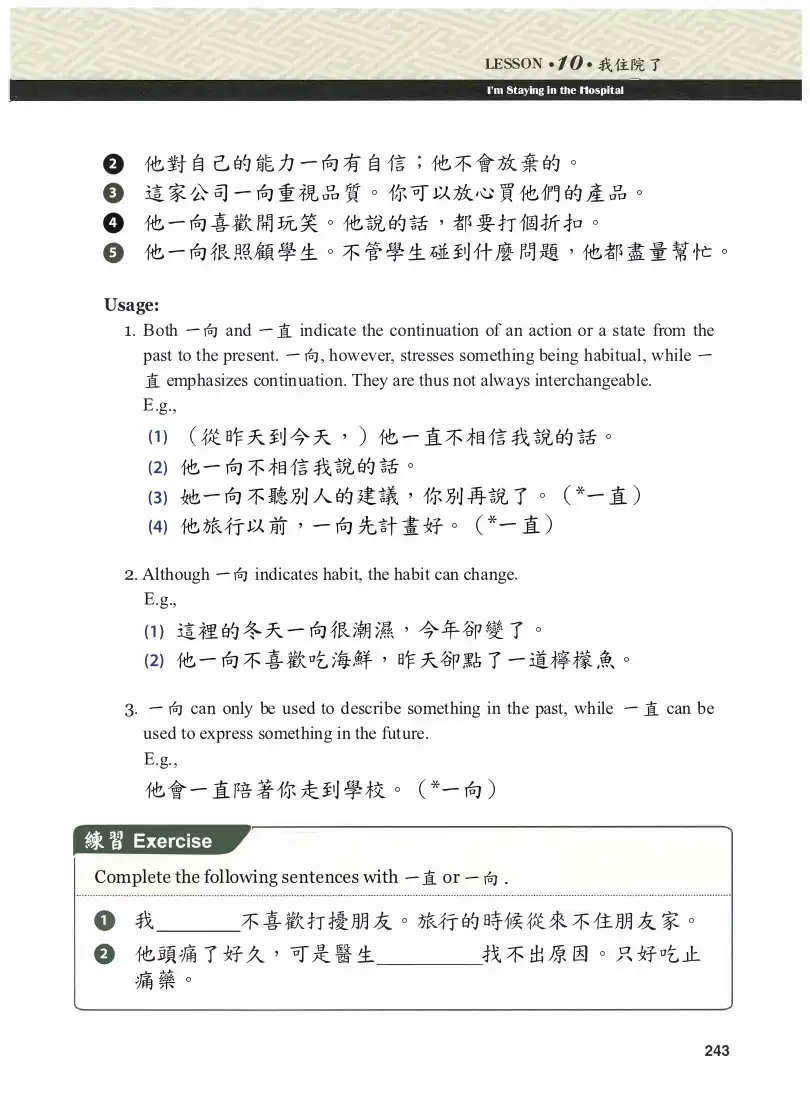 LESSON •10• 我住院了
I'm Staying in the Hospital
2 他對自己的能力一向有自信；他不會放棄的。
3 這家公司一向重視品質。你可以放心買他們的產品。
4 他一向喜歡開玩笑。他說的話，都要打個折扣。
5 他一向很照顧學生。不管學生碰到什麼問題，他都盡量幫忙。
Usage:
1. Both 一向 and 一直 indicate the continuation of an action or a state from the
past to the present. 一向, however, stresses something being habitual, while 一
直 emphasizes continuation. They are thus not always interchangeable.
E.g.,
(1) （從昨天到今天，）他一直不相信我說的話。
(2) 他一向不相信我說的話。
(3) 她一向不聽別人的建議，你別再說了。（*一直）
(4) 他旅行以前，一向先計畫好。（*一直）
2. Although 一向 indicates habit, the habit can change.
E.g.,
(1) 這裡的冬天一向很潮濕，今年卻變了。
(2) 他一向不喜歡吃海鮮，昨天卻點了一道檸檬魚。
3. 一向 can only be used to describe something in the past, while 一直 can be
used to express something in the future.
E.g.,
他會一直陪著你走到學校。（*一向）
練習 Exercise
Complete the following sentences with 一直 or 一向 .
1 我________不喜歡打擾朋友。旅行的時候從來不住朋友家。
2 他頭痛了好久，可是醫生__________找不出原因。只好吃止
痛藥。
243